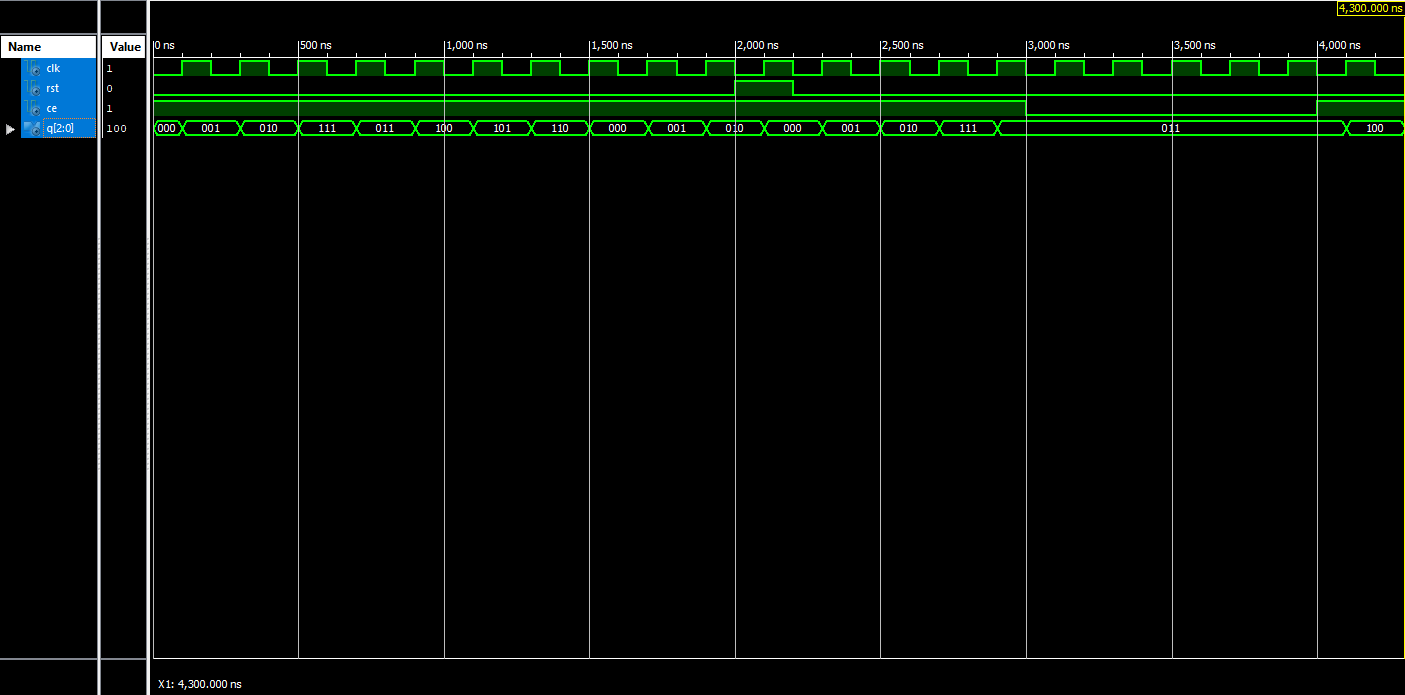 4,300.000 ns
Name Value 0 ns 500 ns 1,000 ns 1,500 ns 2,000 ns 2,500 ns 3,000 ns 3,500 ns 4,000 ns
clk 1
rst 0
ce 1
q[2:0] 100 000 001 010 111 011 100 101 110 000 001 010 000 001 010 111 011 100
X1: 4,300.000 ns